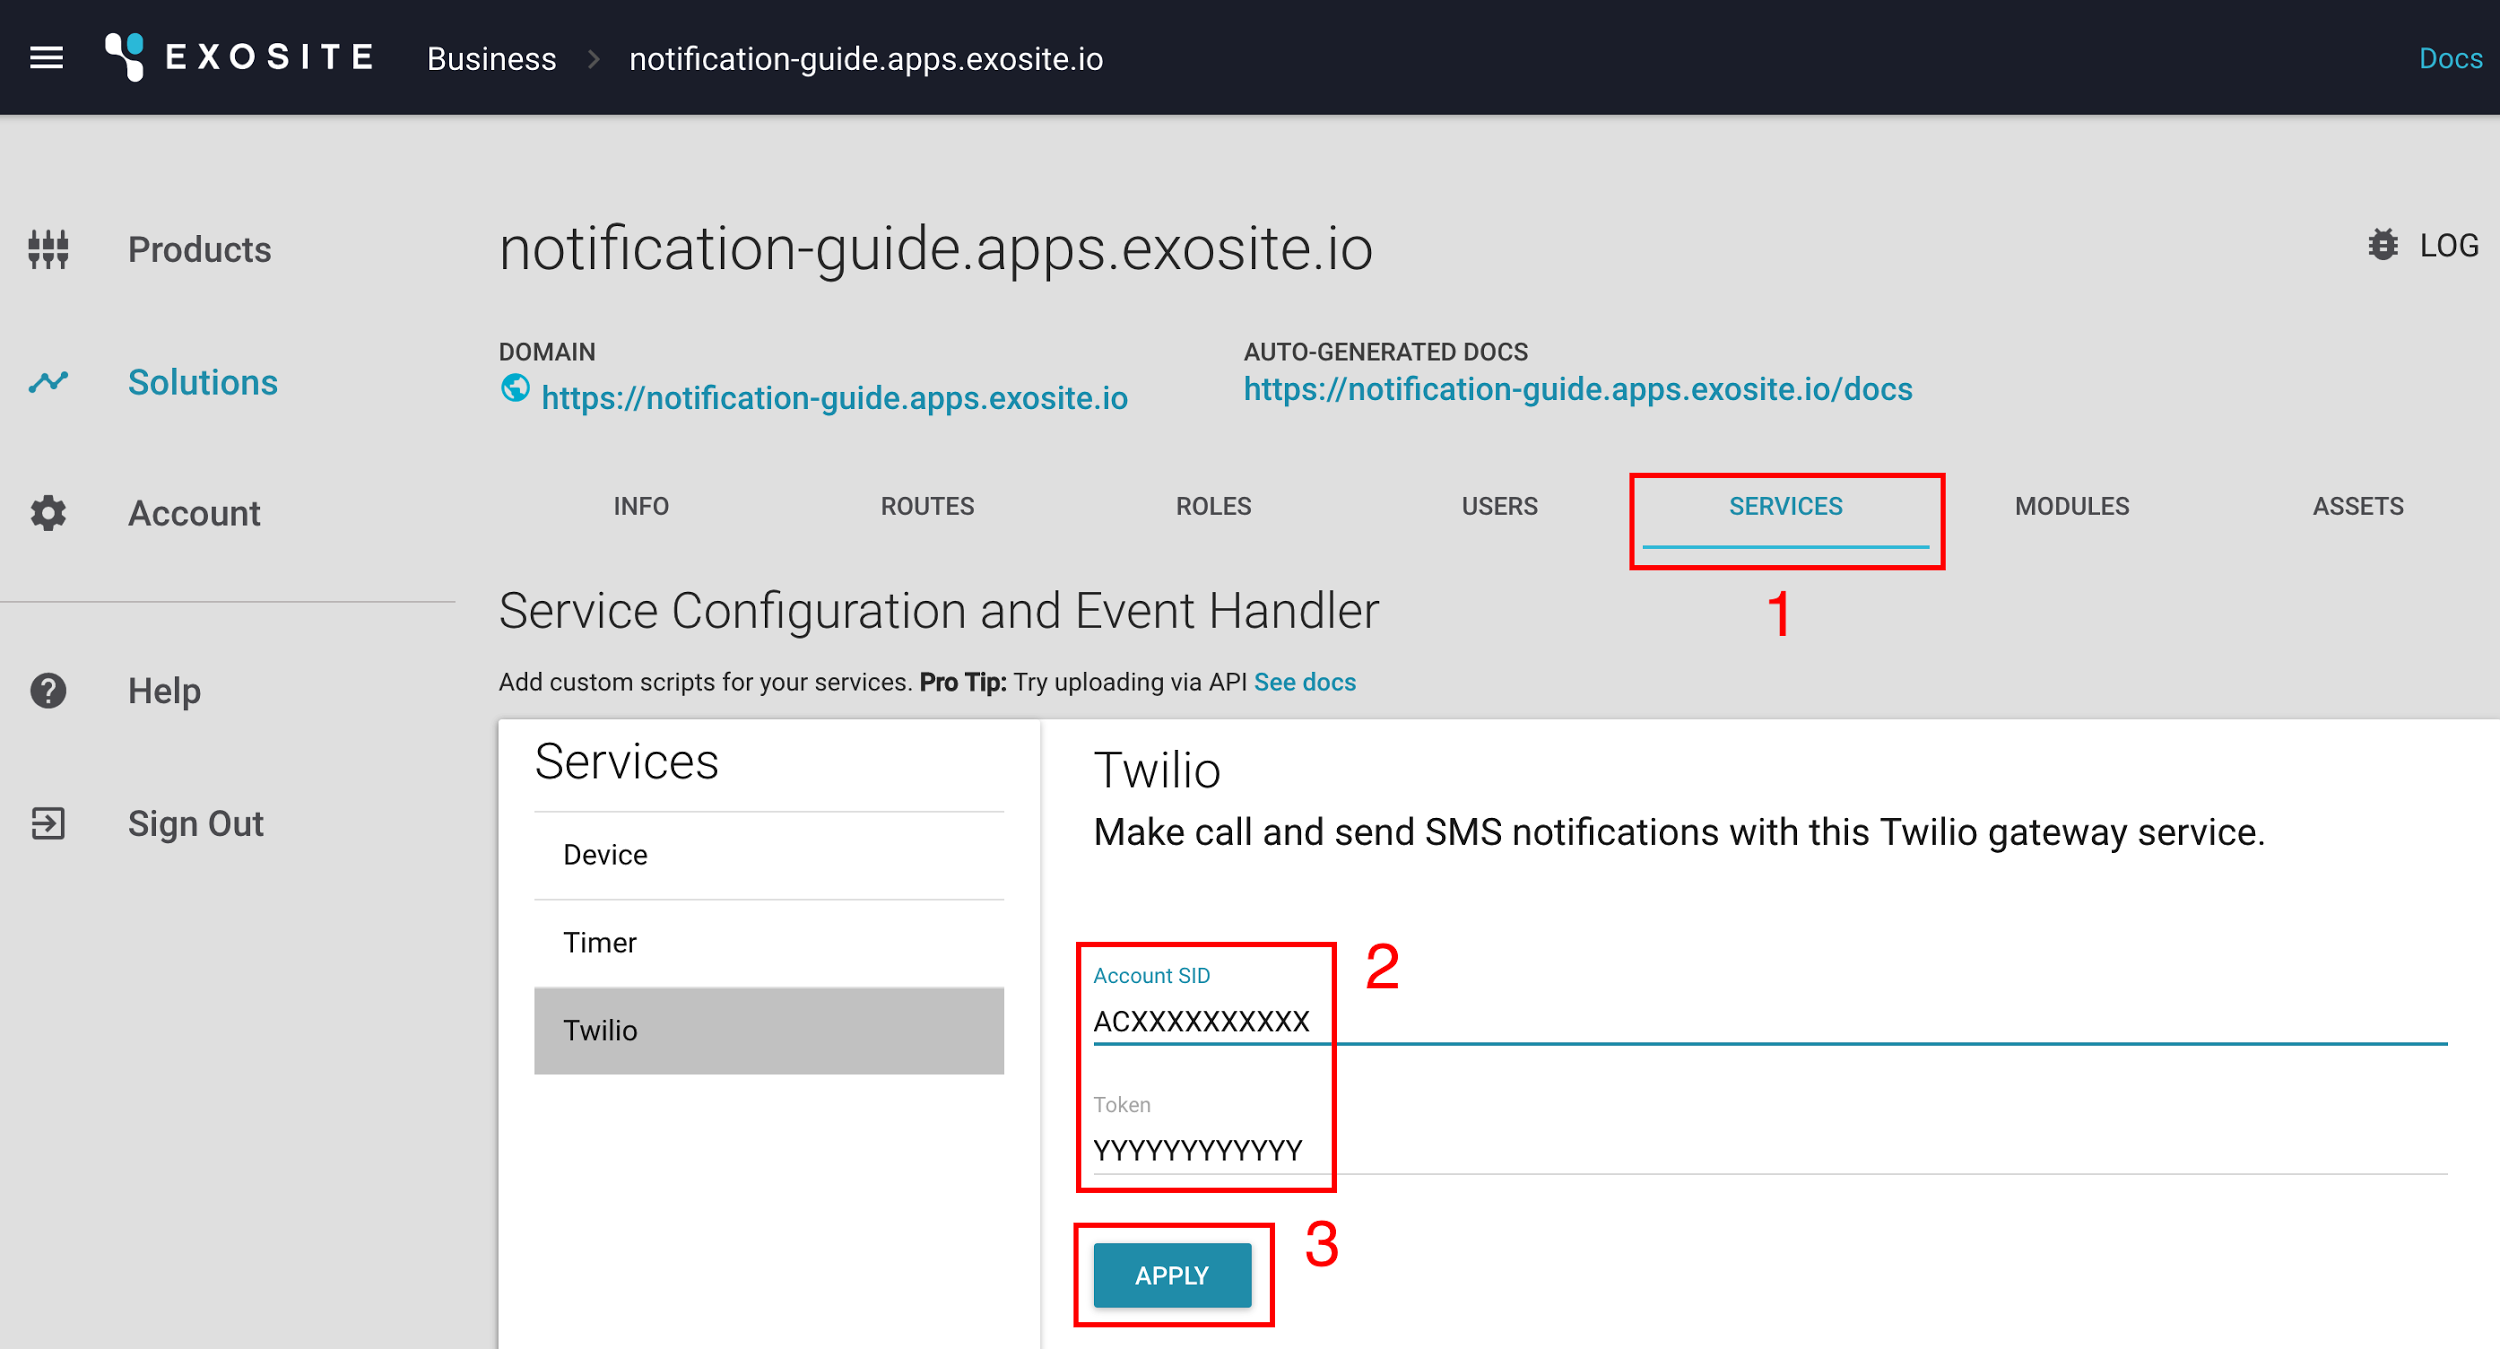 EXOSITE Business > notification-guide.apps.exosite.io Docs
Products
Solutions
Account
Help
Sign Out
notification-guide.apps.exosite.io
LOG
DOMAIN
https://notification-guide.apps.exosite.io
AUTO-GENERATED DOCS
https://notification-guide.apps.exosite.io/docs
INFO ROUTES ROLES USERS SERVICES MODULES ASSETS
1
Service Configuration and Event Handler
Add custom scripts for your services. Pro Tip: Try uploading via API See docs
Services
Device
Timer
Twilio
Twilio
Make call and send SMS notifications with this Twilio gateway service.
2
Account SID
ACXXXXXXXXXX
Token
YYYYYYYYYYYY
3
APPLY